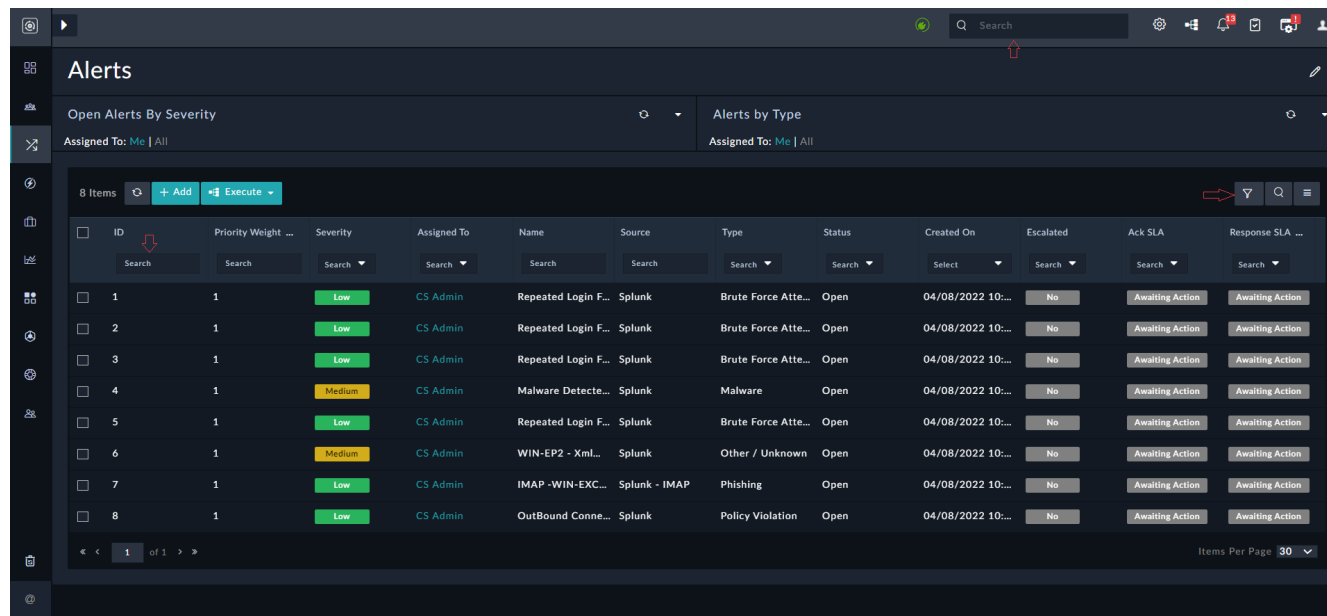 13
Search
!
Alerts
Open Alerts By Severity
Assigned To: Me | All
Alerts by Type
Assigned To: Me | All
8 Items + Add Execute
ID Priority Weight ... Severity Assigned To Name Source Type Status Created On Escalated Ack SLA Response SLA ...
Search Search Search Search Search Search Search Search Select Search Search Search
1 1 Low CS Admin Repeated Login F... Splunk Brute Force Atte... Open 04/08/2022 10:... No Awaiting Action Awaiting Action
2 1 Low CS Admin Repeated Login F... Splunk Brute Force Atte... Open 04/08/2022 10:... No Awaiting Action Awaiting Action
3 1 Low CS Admin Repeated Login F... Splunk Brute Force Atte... Open 04/08/2022 10:... No Awaiting Action Awaiting Action
4 1 Medium CS Admin Malware Detecte... Splunk Malware Open 04/08/2022 10:... No Awaiting Action Awaiting Action
5 1 Low CS Admin Repeated Login F... Splunk Brute Force Atte... Open 04/08/2022 10:... No Awaiting Action Awaiting Action
6 1 Medium CS Admin WIN-EP2 - Xml... Splunk Other / Unknown Open 04/08/2022 10:... No Awaiting Action Awaiting Action
7 1 Low CS Admin IMAP -WIN-EXC... Splunk - IMAP Phishing Open 04/08/2022 10:... No Awaiting Action Awaiting Action
8 1 Low CS Admin OutBound Conne... Splunk Policy Violation Open 04/08/2022 10:... No Awaiting Action Awaiting Action
« < 1 of 1 > » Items Per Page 30
@